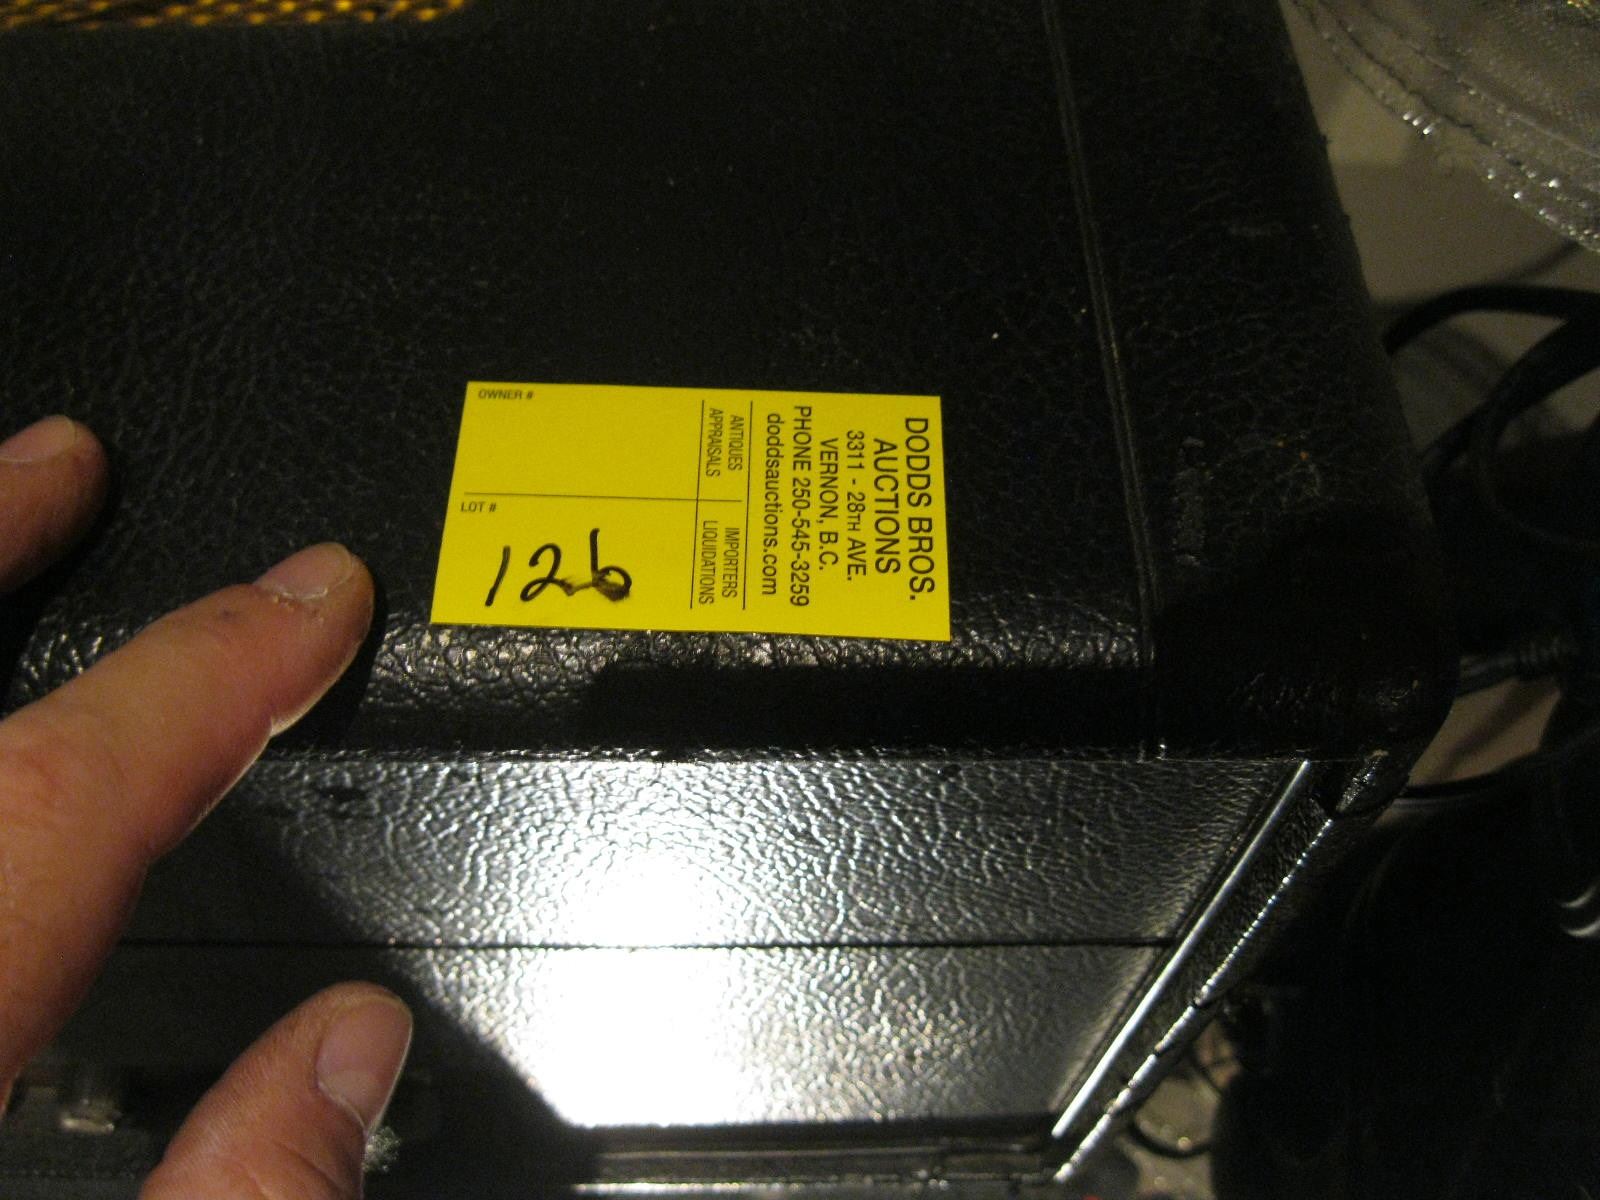 DODDS BROS.
AUCTIONS
3311 - 28TH AVE.
VERNON, B.C.
PHONE 250-545-3259
doddsauctions.com
ANTIQUES
APPRAISALS
IMPORTERS
LIQUIDATIONS
OWNER #
LOT #
126